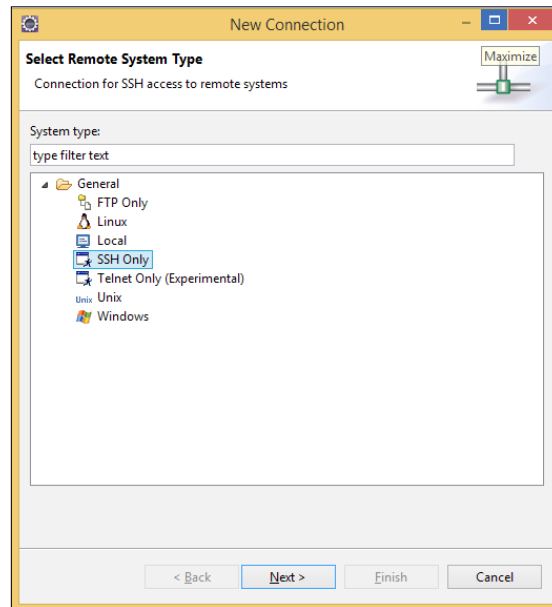 New Connection
Select Remote System Type
Maximize
Connection for SSH access to remote systems
System type:
type filter text
General
FTP Only
Linux
Local
SSH Only
Telnet Only (Experimental)
Unix Unix
Windows
< Back Next > Finish Cancel